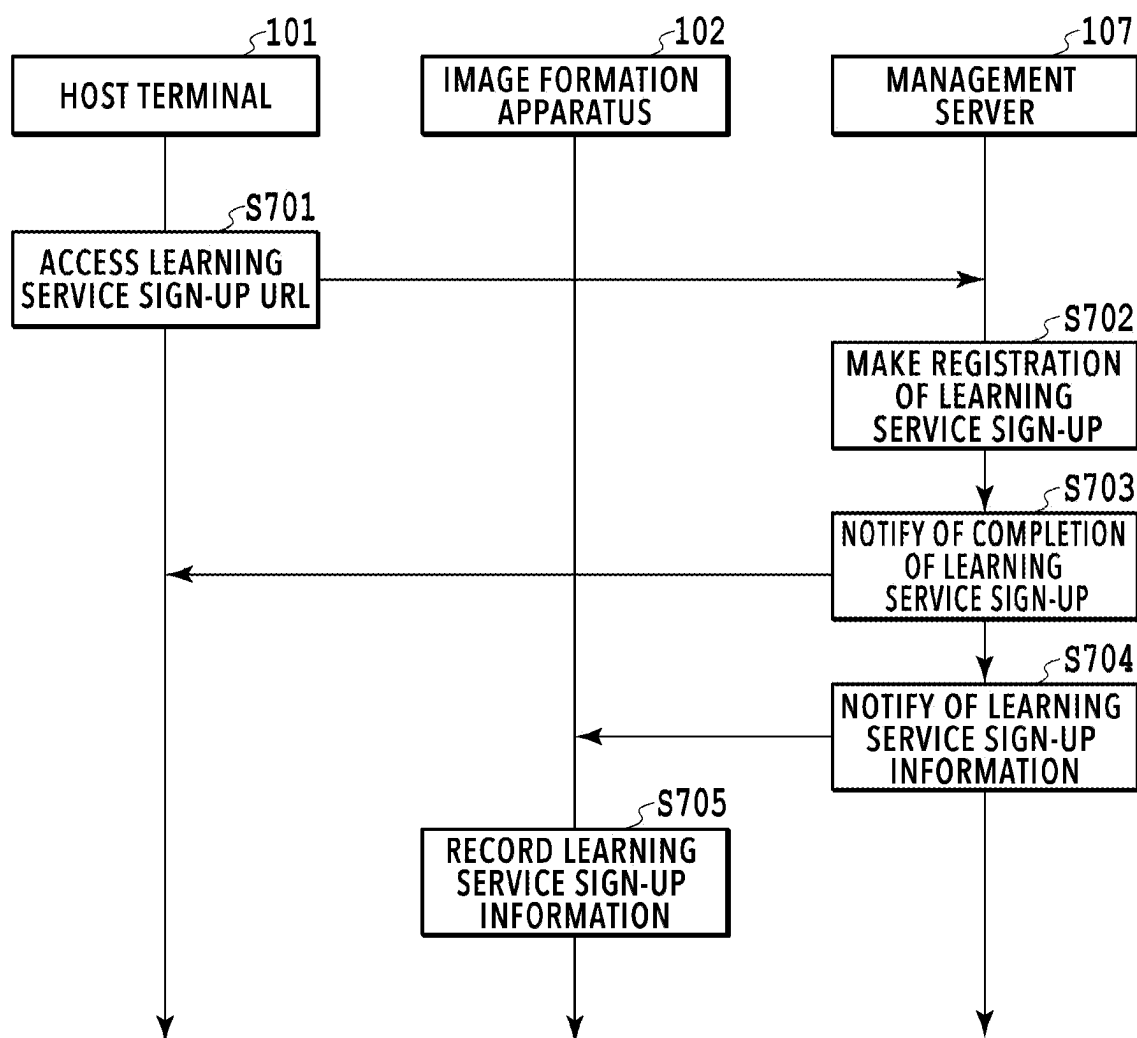 101
HOST TERMINAL
102
IMAGE FORMATION
APPARATUS
107
MANAGEMENT
SERVER
S701
ACCESS LEARNING
SERVICE SIGN-UP URL
S702
MAKE REGISTRATION
OF LEARNING
SERVICE SIGN-UP
S703
NOTIFY OF COMPLETION
OF LEARNING
SERVICE SIGN-UP
S704
NOTIFY OF LEARNING
SERVICE SIGN-UP
INFORMATION
S705
RECORD LEARNING
SERVICE SIGN-UP
INFORMATION